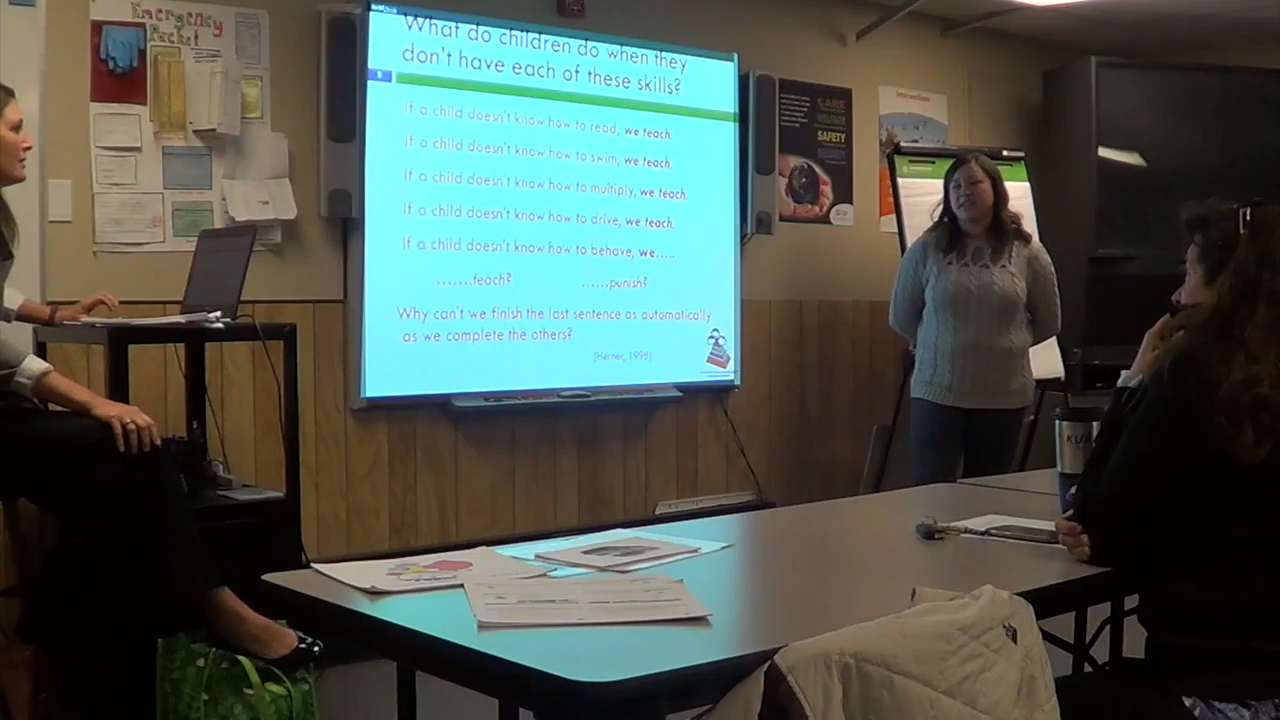 Emergency
Packet
What do children do when they
don't have each of these skills?
If a child doesn't know how to read, we teach.
If a child doesn't know how to swim, we teach.
If a child doesn't know how to multiply, we teach.
If a child doesn't know how to drive, we teach.
If a child doesn't know how to behave, we.....
.......teach? ......punish?
Why can't we finish the last sentence as automatically
as we complete the others?
(Herner, 1998)
CARE
WELFARE
SAFETY
SECURITY